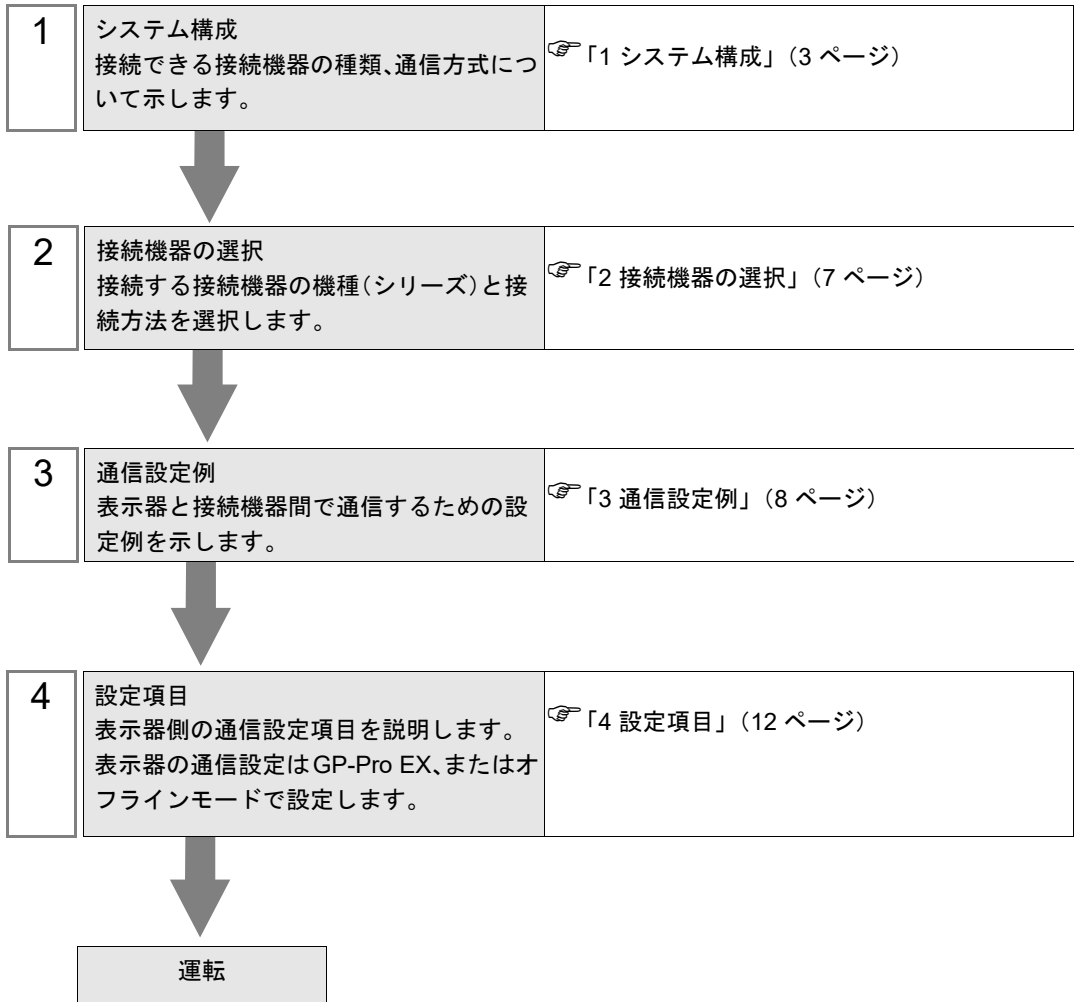 1
システム構成
接続できる接続機器の種類、通信方式につ
いて示します。
☞「1 システム構成」（3 ページ）
2
接続機器の選択
接続する接続機器の機種（シリーズ）と接
続方法を選択します。
☞「2 接続機器の選択」（7 ページ）
3
通信設定例
表示器と接続機器間で通信するための設
定例を示します。
☞「3 通信設定例」（8 ページ）
4
設定項目
表示器側の通信設定項目を説明します。
表示器の通信設定はGP-Pro EX、またはオ
フラインモードで設定します。
☞「4 設定項目」（12 ページ）
運転